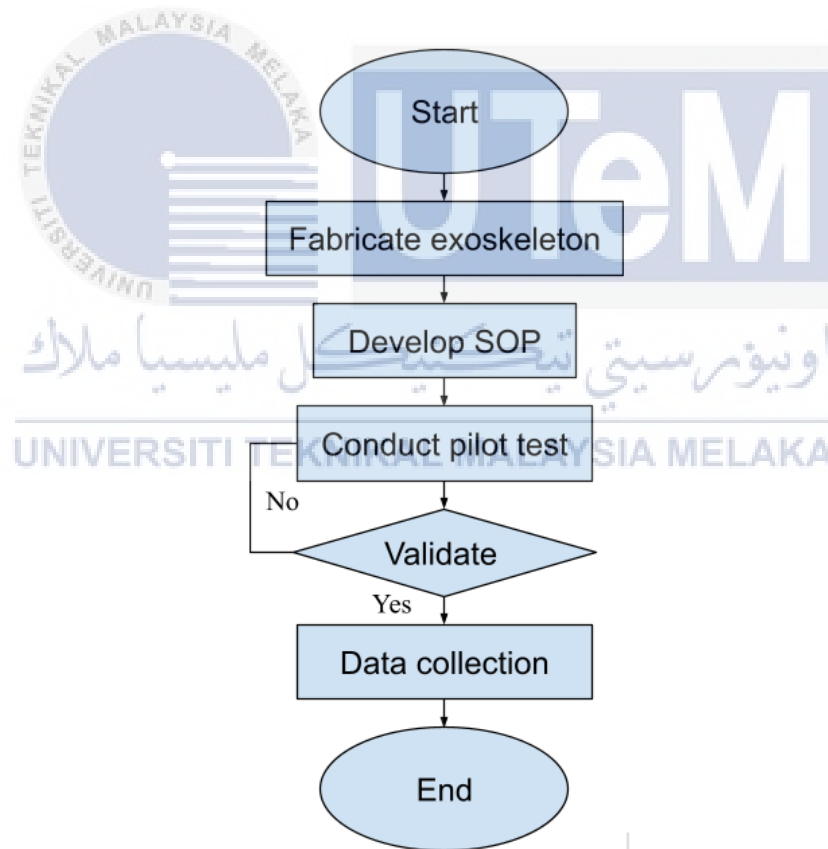 UNIVERSITI TEKNIKAL MALAYSIA MELAKA
UTeM
Start
Fabricate exoskeleton
Develop SOP
اونيۏرسيتي تيكنيكل مليسيا ملاك
Conduct pilot test
UNIVERSITI TEKNIKAL MALAYSIA MELAKA
No
Validate
Yes
Data collection
End